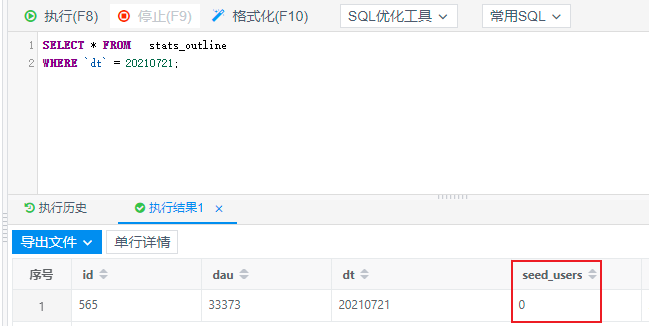 执行(F8) 停止(F9) 格式化(F10) SQL优化工具 常用SQL
1 SELECT * FROM stats_outline
2 WHERE `dt` = 20210721;
执行历史 执行结果1 ×
导出文件 单行详情
序号 id dau dt seed_users
1 565 33373 20210721 0